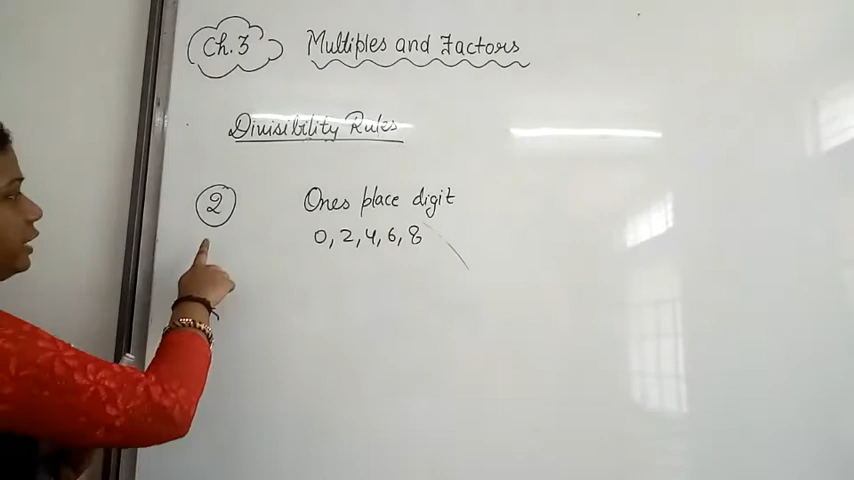 Ch.3 Multiples and Factors
Divisibility Rules
2 Ones place digit
0, 2, 4, 6, 8